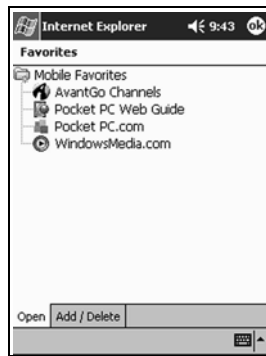 Internet Explorer 9:43 ok
Favorites
Mobile Favorites
AvantGo Channels
Pocket PC Web Guide
Pocket PC.com
WindowsMedia.com
Open Add / Delete